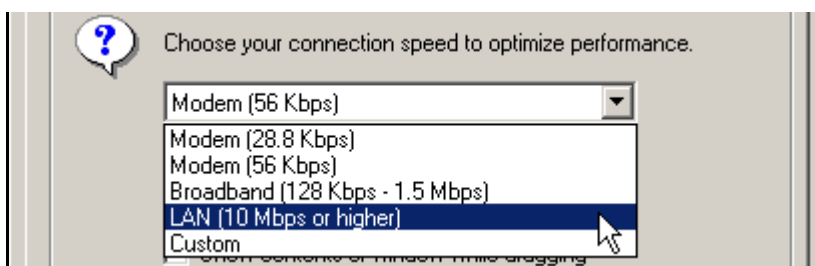 Choose your connection speed to optimize performance.
Modem (56 Kbps)
Modem (28.8 Kbps)
Modem (56 Kbps)
Broadband (128 Kbps - 1.5 Mbps)
LAN (10 Mbps or higher)
Custom